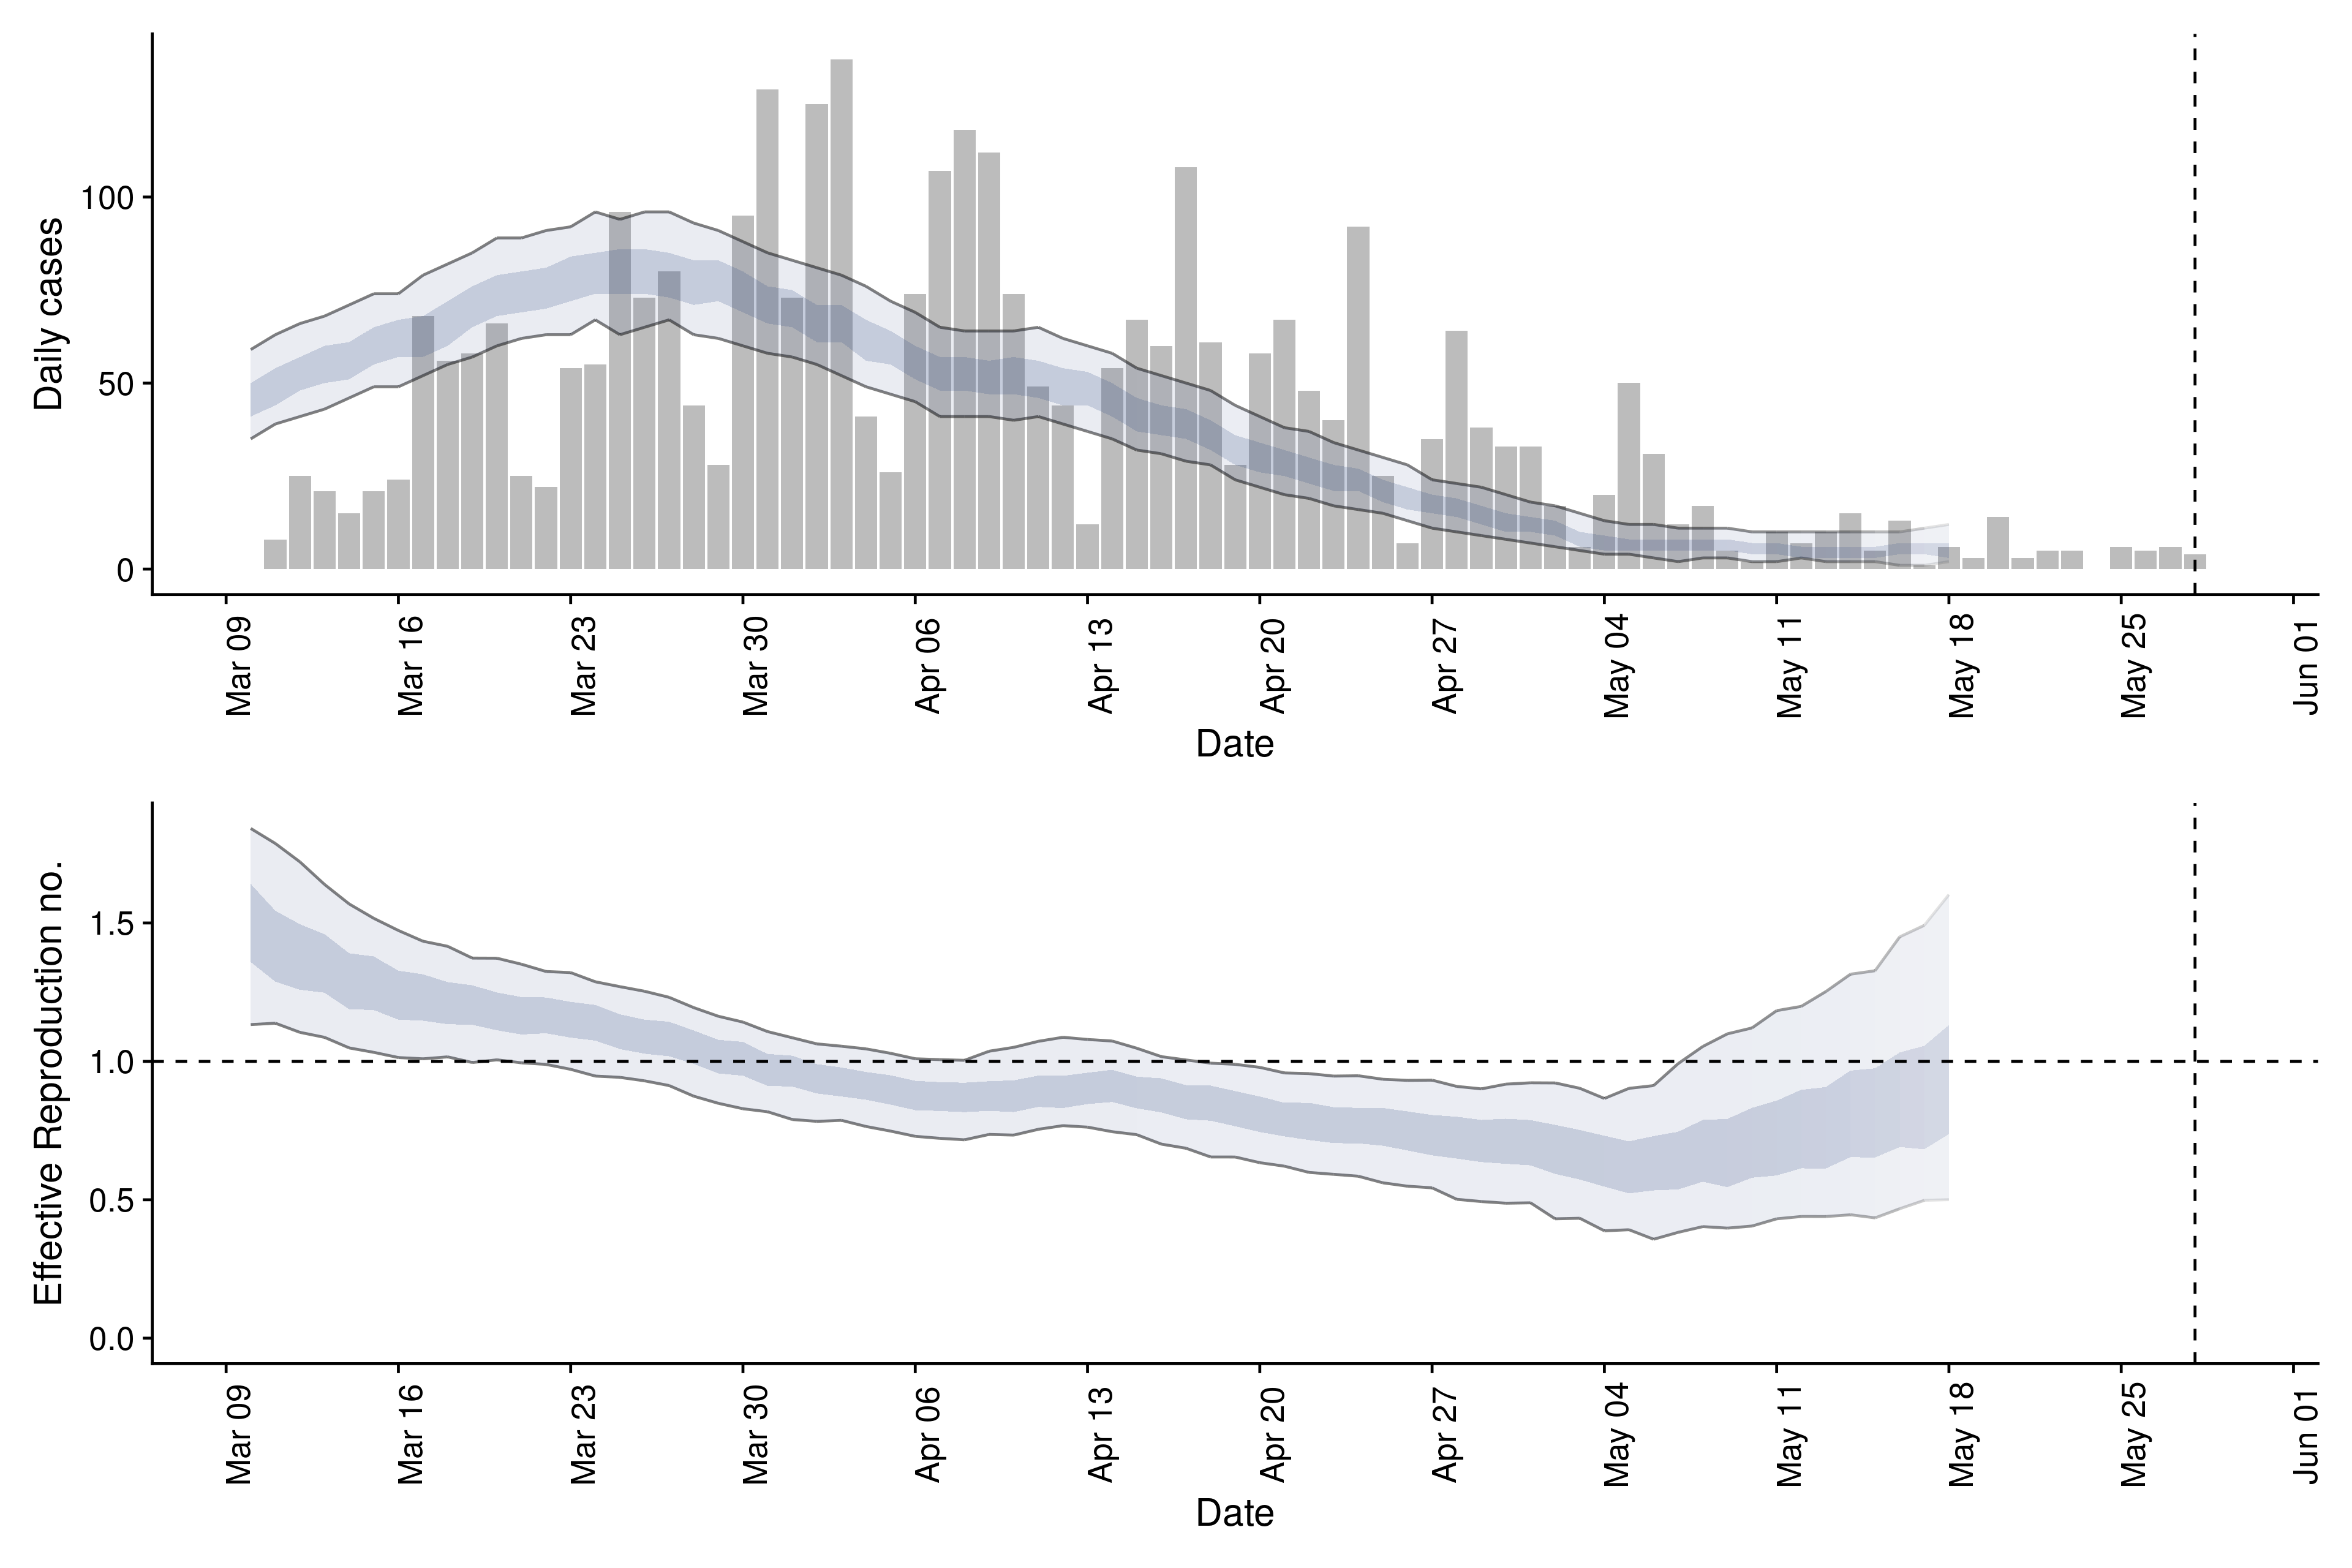 Daily cases
100
50
0
Mar 09
Mar 16
Mar 23
Mar 30
Apr 06
Apr 13
Apr 20
Apr 27
May 04
May 11
May 18
May 25
Jun 01
Date
Effective Reproduction no.
1.5
1.0
0.5
0.0
Mar 09
Mar 16
Mar 23
Mar 30
Apr 06
Apr 13
Apr 20
Apr 27
May 04
May 11
May 18
May 25
Jun 01
Date